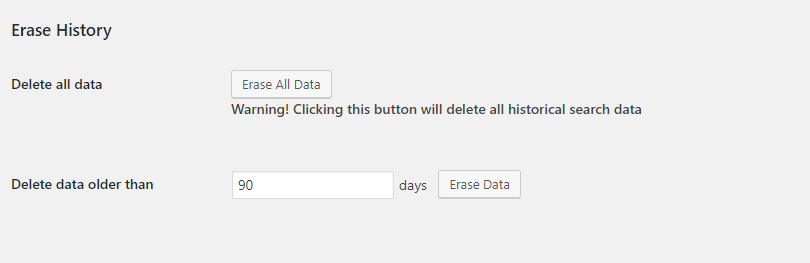 Erase History
Delete all data
Erase All Data
Warning! Clicking this button will delete all historical search data
Delete data older than
90
days
Erase Data